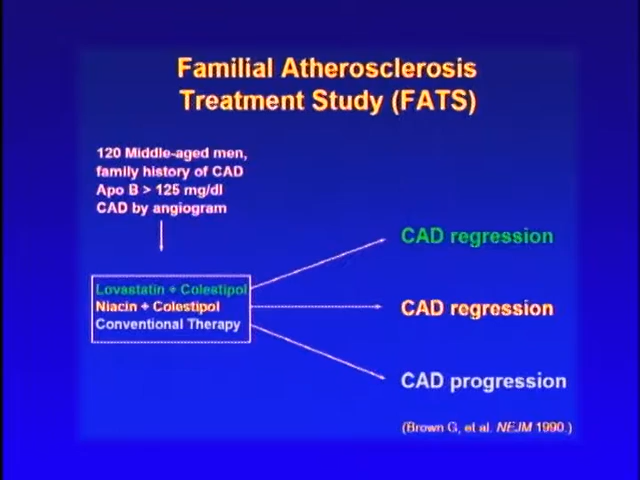 Familial Atherosclerosis
Treatment Study (FATS)
120 Middle-aged men,
family history of CAD
Apo B > 125 mg/dl
CAD by angiogram
Lovastatin + Colestipol
Niacin + Colestipol
Conventional Therapy
CAD regression
CAD regression
CAD progression
(Brown G, et al. NEJM 1990.)